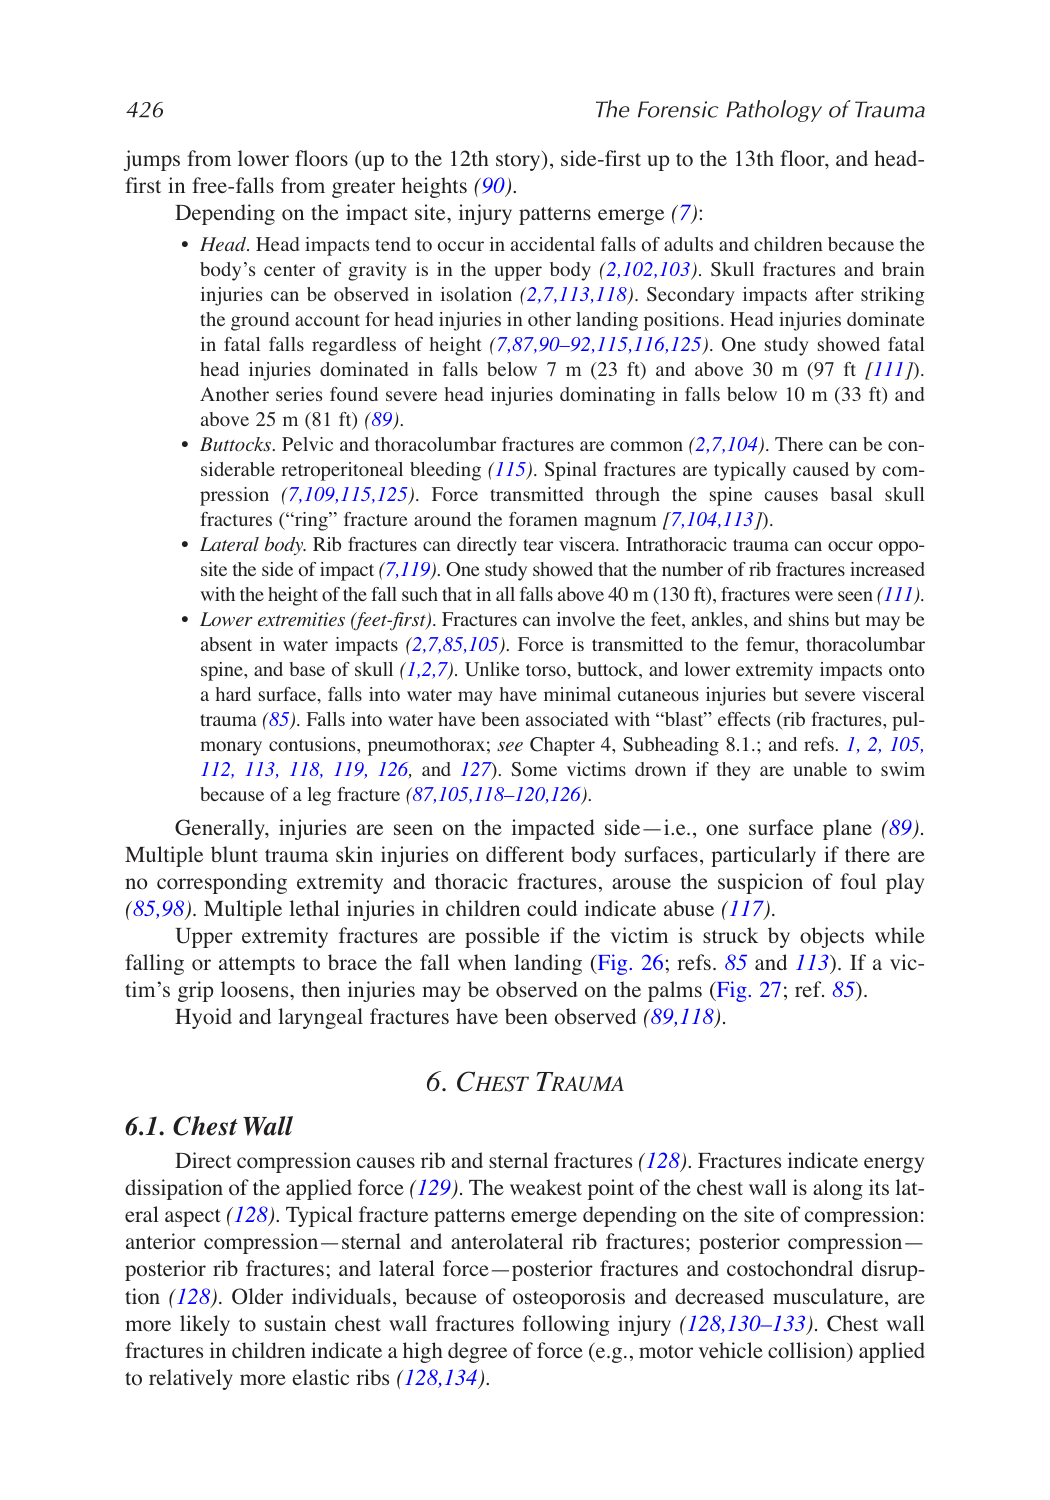 426 The Forensic Pathology of Trauma
jumps from lower floors (up to the 12th story), side-first up to the 13th floor, and head-
first in free-falls from greater heights (90).
Depending on the impact site, injury patterns emerge (7):
• Head. Head impacts tend to occur in accidental falls of adults and children because the
body's center of gravity is in the upper body (2,102,103). Skull fractures and brain
injuries can be observed in isolation (2,7,113,118). Secondary impacts after striking
the ground account for head injuries in other landing positions. Head injuries dominate
in fatal falls regardless of height (7,87,90–92,115,116,125). One study showed fatal
head injuries dominated in falls below 7 m (23 ft) and above 30 m (97 ft [111]).
Another series found severe head injuries dominating in falls below 10 m (33 ft) and
above 25 m (81 ft) (89).
• Buttocks. Pelvic and thoracolumbar fractures are common (2,7,104). There can be con-
siderable retroperitoneal bleeding (115). Spinal fractures are typically caused by com-
pression (7,109,115,125). Force transmitted through the spine causes basal skull
fractures (“ring” fracture around the foramen magnum [7,104,113]).
• Lateral body. Rib fractures can directly tear viscera. Intrathoracic trauma can occur oppo-
site the side of impact (7,119). One study showed that the number of rib fractures increased
with the height of the fall such that in all falls above 40 m (130 ft), fractures were seen (111).
• Lower extremities (feet-first). Fractures can involve the feet, ankles, and shins but may be
absent in water impacts (2,7,85,105). Force is transmitted to the femur, thoracolumbar
spine, and base of skull (1,2,7). Unlike torso, buttock, and lower extremity impacts onto
a hard surface, falls into water may have minimal cutaneous injuries but severe visceral
trauma (85). Falls into water have been associated with “blast” effects (rib fractures, pul-
monary contusions, pneumothorax; see Chapter 4, Subheading 8.1.; and refs. 1, 2, 105,
112, 113, 118, 119, 126, and 127). Some victims drown if they are unable to swim
because of a leg fracture (87,105,118–120,126).
Generally, injuries are seen on the impacted side—i.e., one surface plane (89).
Multiple blunt trauma skin injuries on different body surfaces, particularly if there are
no corresponding extremity and thoracic fractures, arouse the suspicion of foul play
(85,98). Multiple lethal injuries in children could indicate abuse (117).
Upper extremity fractures are possible if the victim is struck by objects while
falling or attempts to brace the fall when landing (Fig. 26; refs. 85 and 113). If a vic-
tim's grip loosens, then injuries may be observed on the palms (Fig. 27; ref. 85).
Hyoid and laryngeal fractures have been observed (89,118).
6. CHEST TRAUMA
6.1. Chest Wall
Direct compression causes rib and sternal fractures (128). Fractures indicate energy
dissipation of the applied force (129). The weakest point of the chest wall is along its lat-
eral aspect (128). Typical fracture patterns emerge depending on the site of compression:
anterior compression—sternal and anterolateral rib fractures; posterior compression—
posterior rib fractures; and lateral force—posterior fractures and costochondral disrup-
tion (128). Older individuals, because of osteoporosis and decreased musculature, are
more likely to sustain chest wall fractures following injury (128,130–133). Chest wall
fractures in children indicate a high degree of force (e.g., motor vehicle collision) applied
to relatively more elastic ribs (128,134).